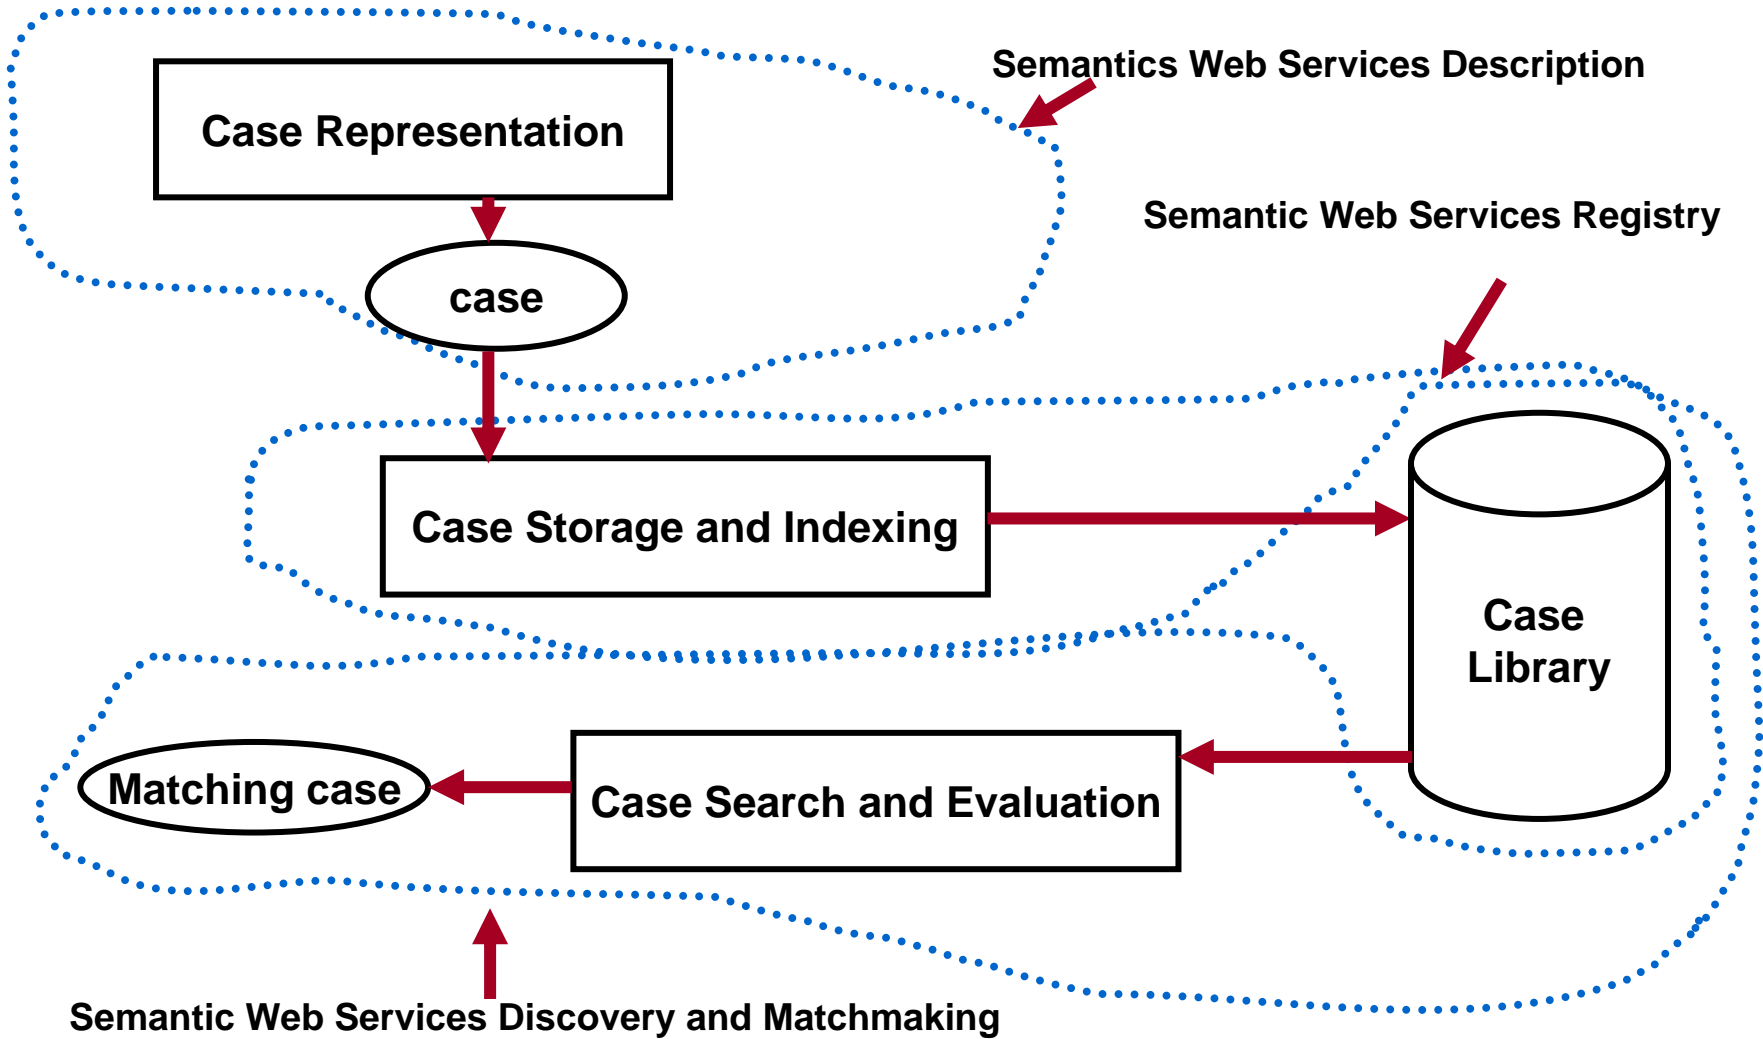 Semantics Web Services Description
Case Representation
Semantic Web Services Registry
case
Case Storage and Indexing
Case
Library
Matching case
Case Search and Evaluation
Semantic Web Services Discovery and Matchmaking